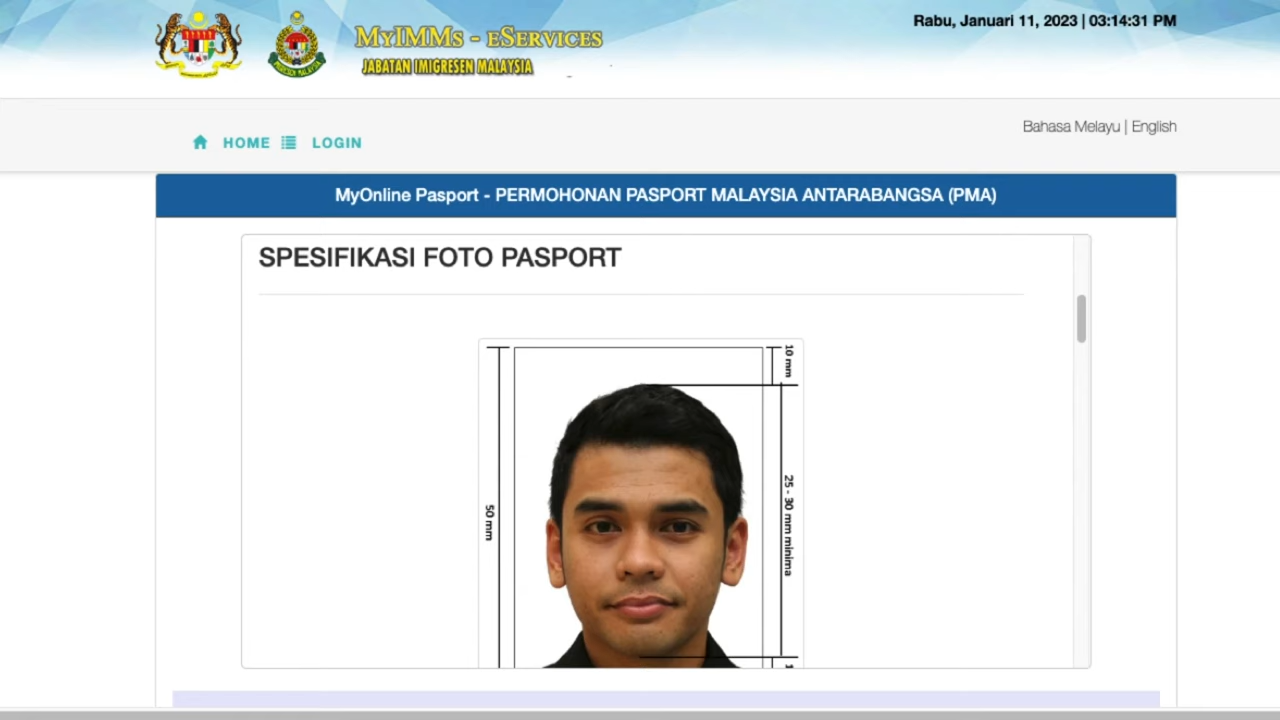 Rabu, Januari 11, 2023 | 03:14:31 PM
MyIMMs - eServices
JABATAN IMIGRESEN MALAYSIA
Bahasa Melayu | English
HOME LOGIN
MyOnline Pasport - PERMOHONAN PASPORT MALAYSIA ANTARABANGSA (PMA)
SPESIFIKASI FOTO PASPORT
10 mm
50 mm
25 - 30 mm minima